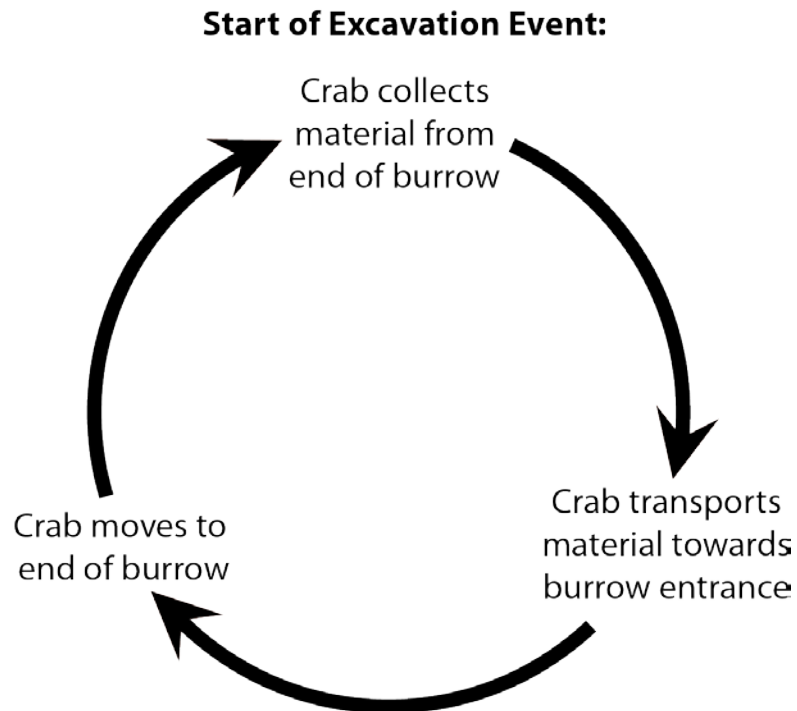 Start of Excavation Event:
Crab collects
material from
end of burrow
Crab transports
material towards
burrow entrance
Crab moves to
end of burrow